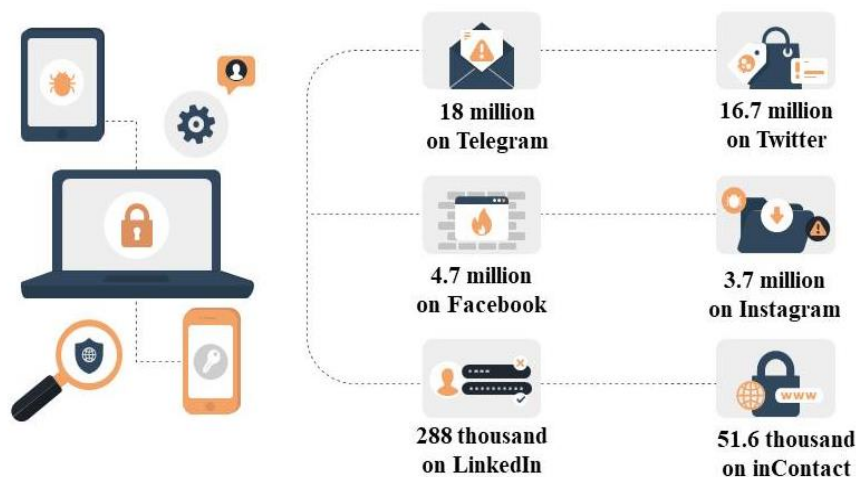 18 million
on Telegram
16.7 million
on Twitter
4.7 million
on Facebook
3.7 million
on Instagram
288 thousand
on LinkedIn
WWW
51.6 thousand
on inContact